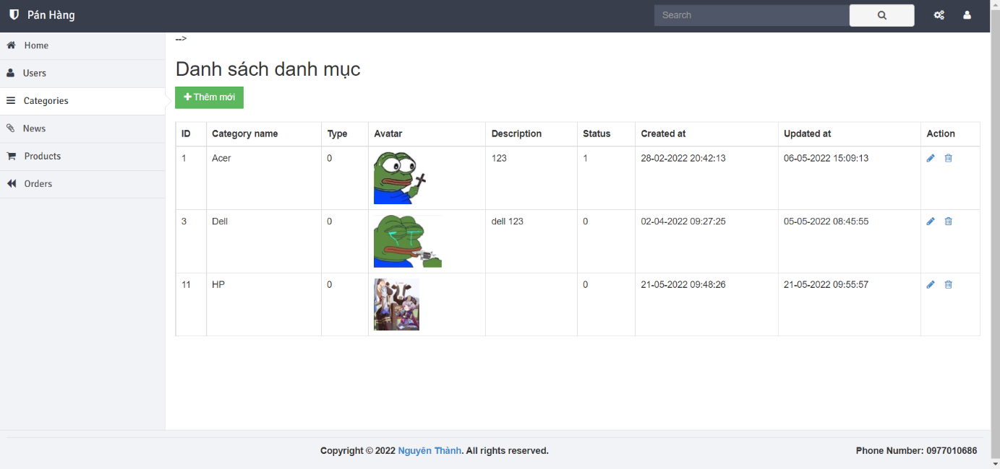 Pán Hàng
Search
Home
Users
Categories
News
Products
Orders
-->
Danh sách danh mục
Thêm mới
ID Category name Type Avatar Description Status Created at Updated at Action
1 Acer 0 123 1 28-02-2022 20:42:13 06-05-2022 15:09:13
3 Dell 0 dell 123 0 02-04-2022 09:27:25 05-05-2022 08:45:55
11 HP 0 0 21-05-2022 09:48:26 21-05-2022 09:55:57
Copyright © 2022 Nguyên Thành. All rights reserved. Phone Number: 0977010686